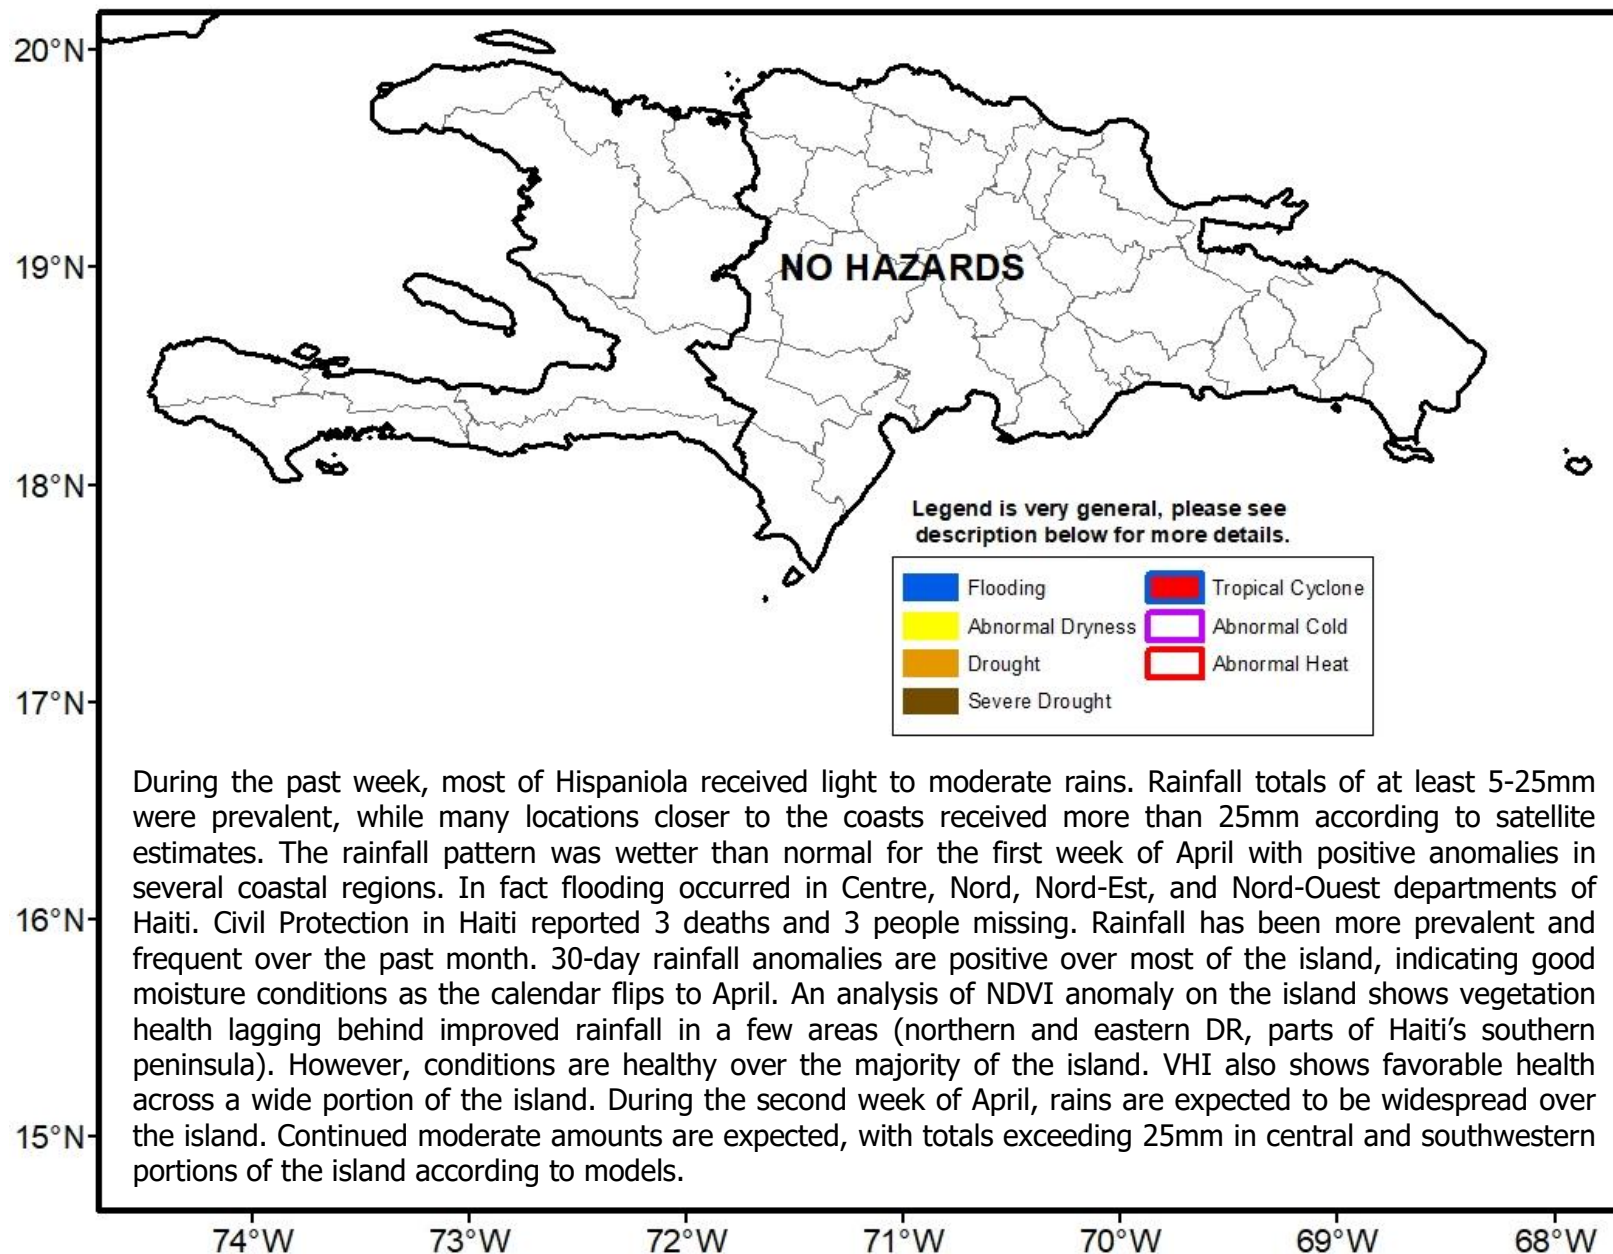 20°N
19°N
18°N
17°N
16°N
15°N
NO HAZARDS
Legend is very general, please see
description below for more details.
Flooding
Abnormal Dryness
Drought
Severe Drought
Tropical Cyclone
Abnormal Cold
Abnormal Heat
During the past week, most of Hispaniola received light to moderate rains. Rainfall totals of at least 5-25mm
were prevalent, while many locations closer to the coasts received more than 25mm according to satellite
estimates. The rainfall pattern was wetter than normal for the first week of April with positive anomalies in
several coastal regions. In fact flooding occurred in Centre, Nord, Nord-Est, and Nord-Ouest departments of
Haiti. Civil Protection in Haiti reported 3 deaths and 3 people missing. Rainfall has been more prevalent and
frequent over the past month. 30-day rainfall anomalies are positive over most of the island, indicating good
moisture conditions as the calendar flips to April. An analysis of NDVI anomaly on the island shows vegetation
health lagging behind improved rainfall in a few areas (northern and eastern DR, parts of Haiti’s southern
peninsula). However, conditions are healthy over the majority of the island. VHI also shows favorable health
across a wide portion of the island. During the second week of April, rains are expected to be widespread over
the island. Continued moderate amounts are expected, with totals exceeding 25mm in central and southwestern
portions of the island according to models.
74°W
73°W
72°W
71°W
70°W
69°W
68°W